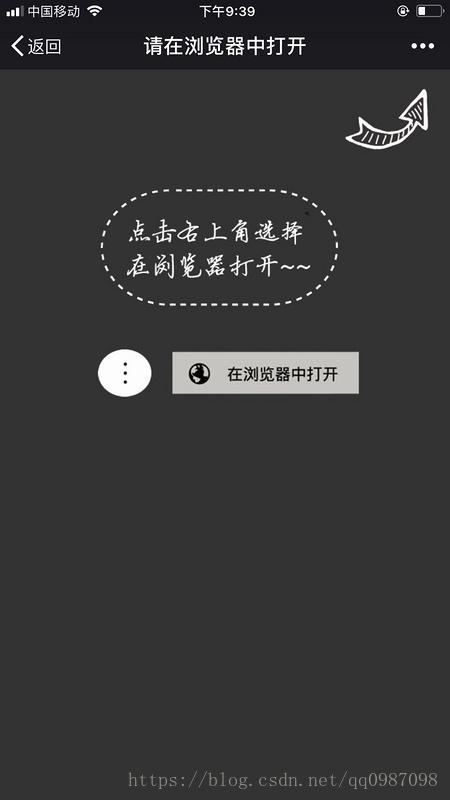 中国移动
下午9:39
返回
请在浏览器中打开
点击右上角选择
在浏览器打开~~
在浏览器中打开
https://blog.csdn.net/qq0987098